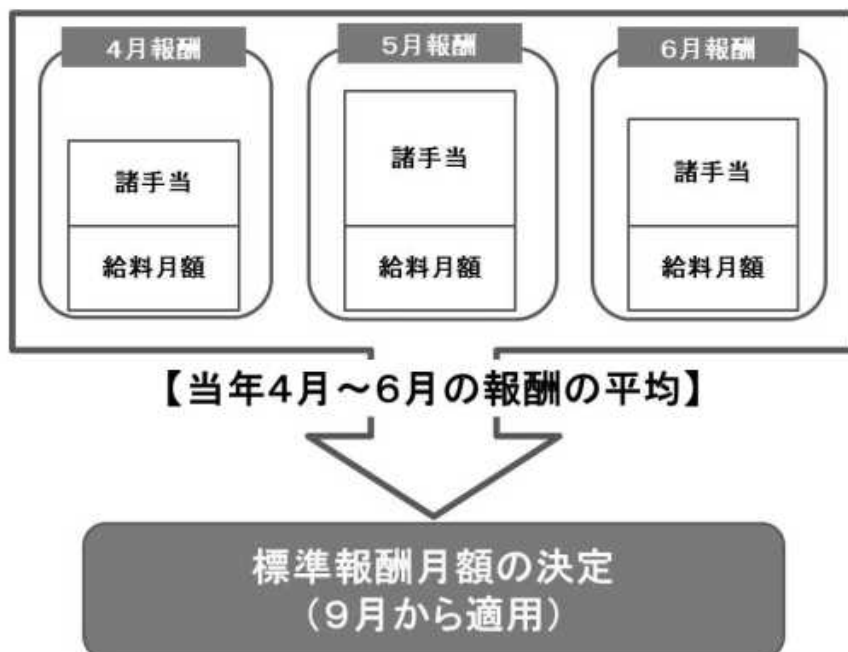 4月報酬
5月報酬
6月報酬
諸手当
諸手当
諸手当
給料月額
給料月額
給料月額
【当年4月～6月の報酬の平均】
標準報酬月額の決定
（9月から適用）